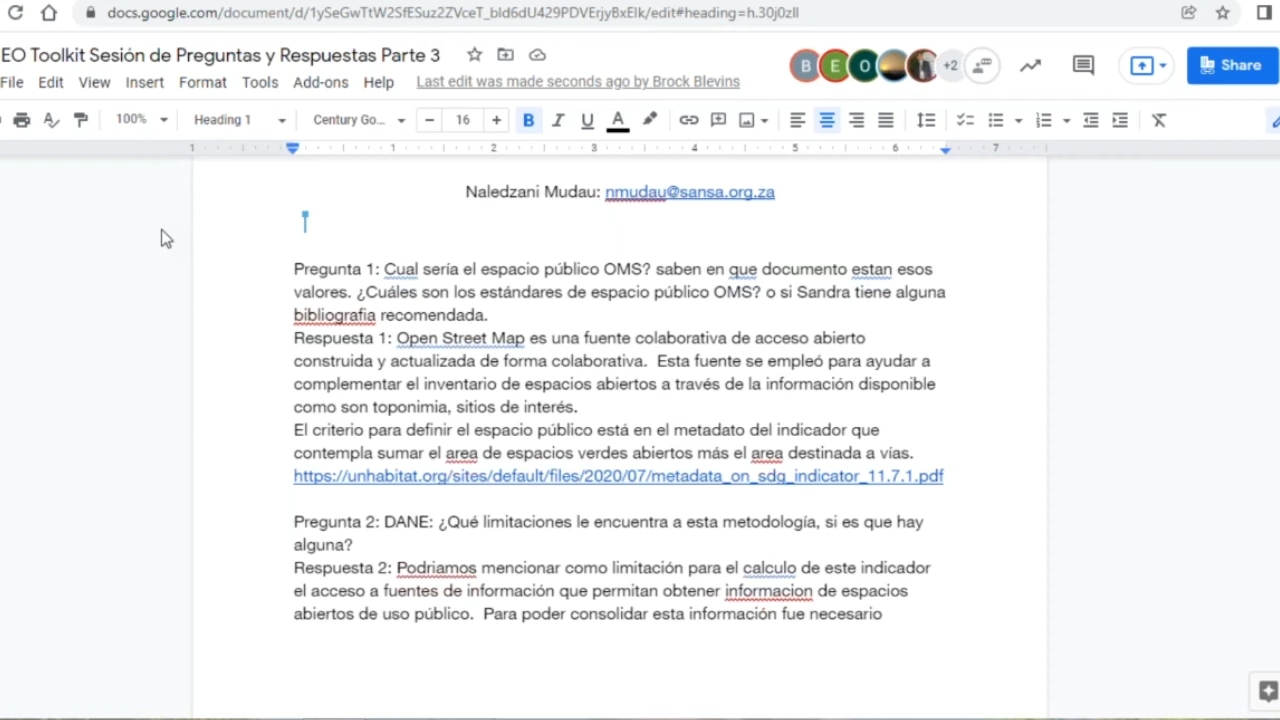 docs.google.com/document/d/1ySeGwTtW2SfESuz2ZVceT_bId6dU429PDVErjyBxEIk/edit#heading=h.30j0zll
EO Toolkit Sesión de Preguntas y Respuestas Parte 3
B E O +2 Share
File Edit View Insert Format Tools Add-ons Help Last edit was made seconds ago by Brock Blevins
100% Heading 1 Century Go... − 16 + B I U A
1 1 2 3 4 5 6 7
Naledzani Mudau: nmudau@sansa.org.za
Pregunta 1: Cual sería el espacio público OMS? saben en que documento estan esos
valores. ¿Cuáles son los estándares de espacio público OMS? o si Sandra tiene alguna
bibliografia recomendada.
Respuesta 1: Open Street Map es una fuente colaborativa de acceso abierto
construida y actualizada de forma colaborativa.  Esta fuente se empleó para ayudar a
complementar el inventario de espacios abiertos a través de la información disponible
como son toponimia, sitios de interés.
El criterio para definir el espacio público está en el metadato del indicador que
contempla sumar el area de espacios verdes abiertos más el area destinada a vías.
https://unhabitat.org/sites/default/files/2020/07/metadata_on_sdg_indicator_11.7.1.pdf
Pregunta 2: DANE: ¿Qué limitaciones le encuentra a esta metodología, si es que hay
alguna?
Respuesta 2: Podriamos mencionar como limitación para el calculo de este indicador
el acceso a fuentes de información que permitan obtener informacion de espacios
abiertos de uso público.  Para poder consolidar esta información fue necesario